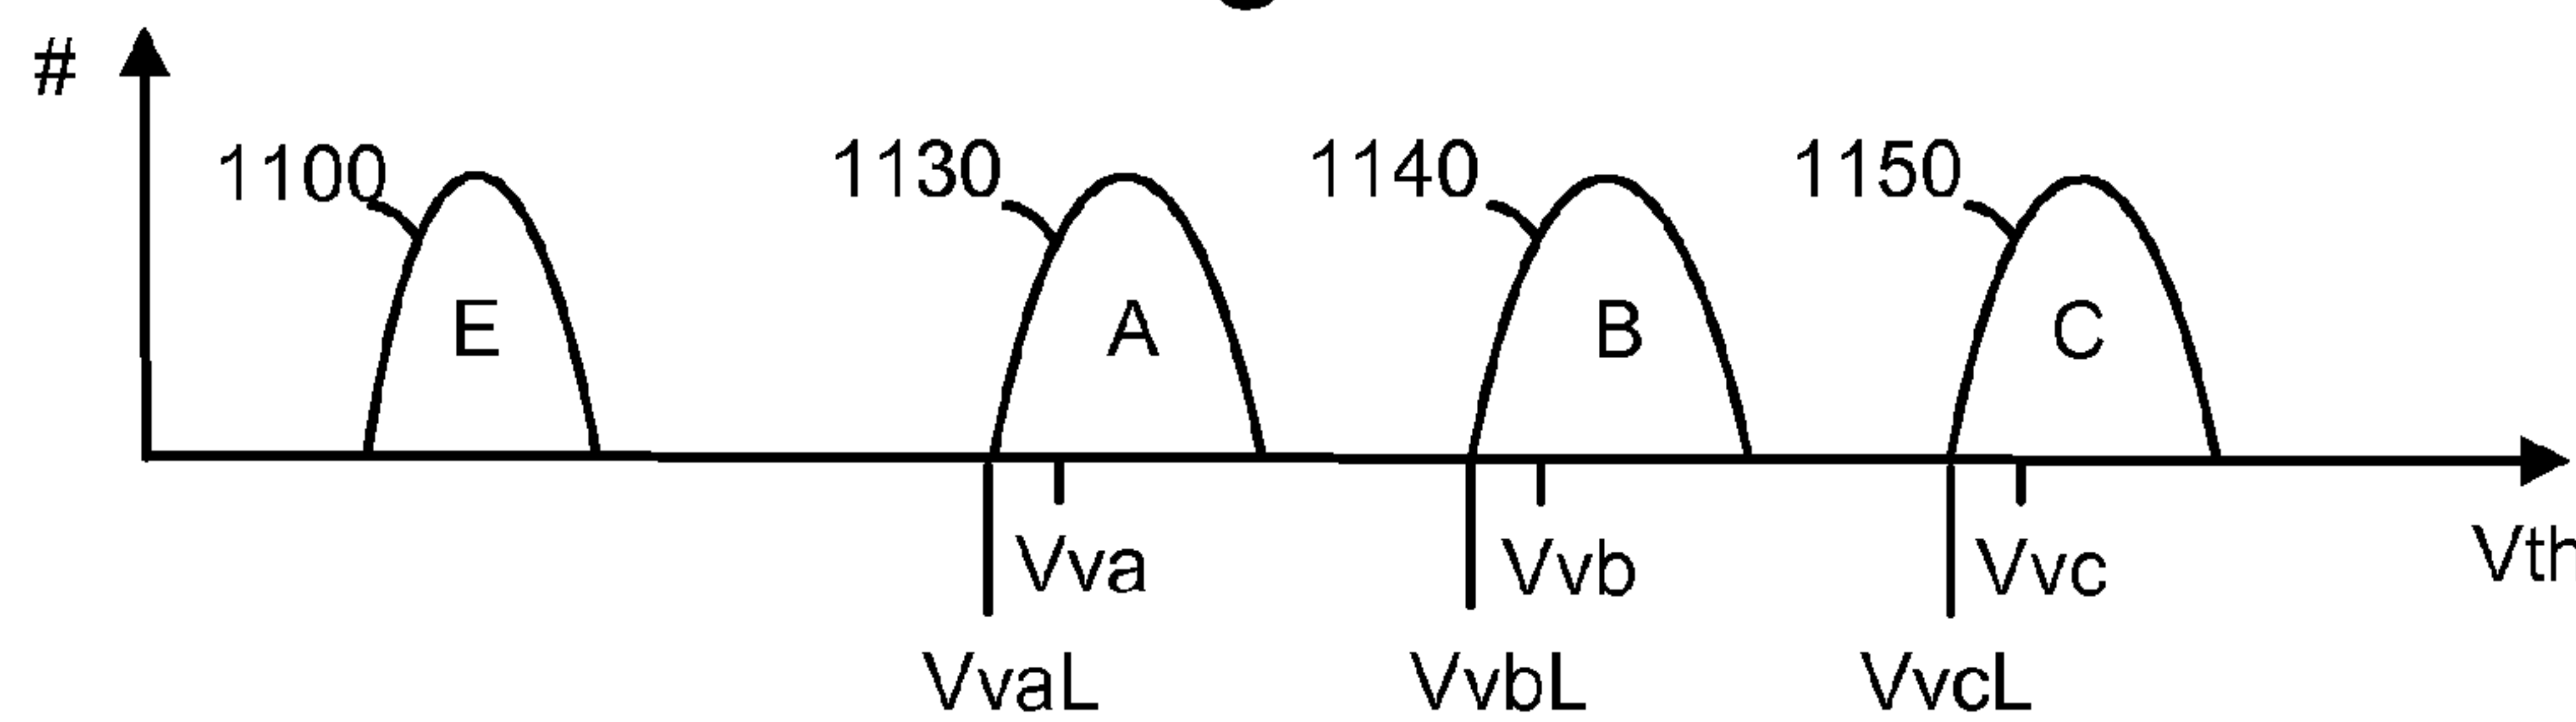 #
1100 1130 1140 1150
E A B C
Vva Vvb Vvc Vth
VvaL VvbL VvcL